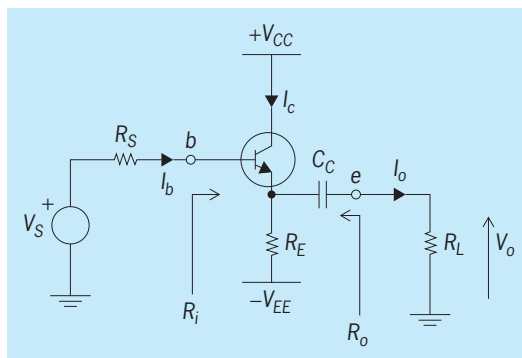 +V_CC
I_c
R_S
b
C_C
e
I_o
I_b
+
V_S
R_E
R_L
V_o
R_i
−V_EE
R_o